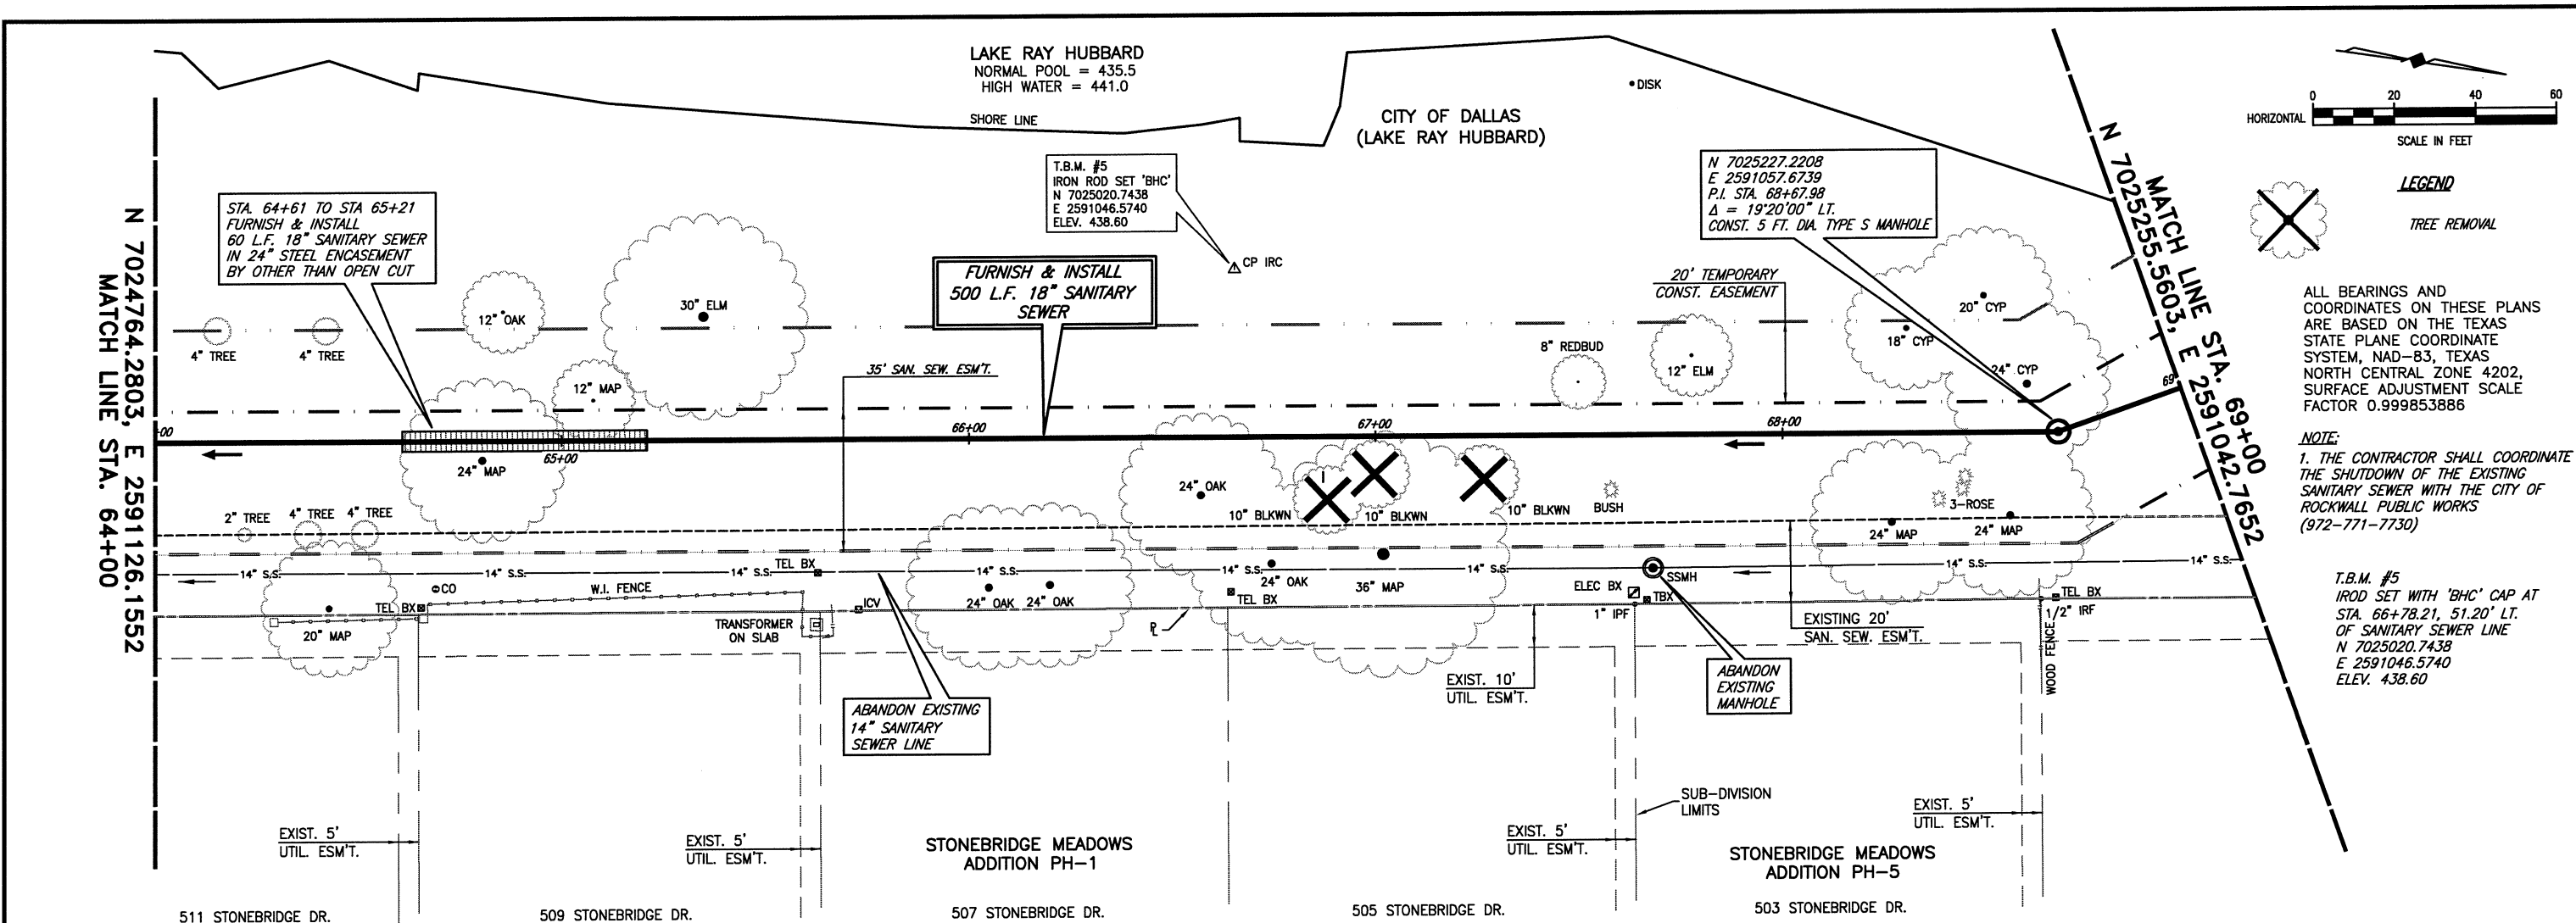 LAKE RAY HUBBARD
NORMAL POOL = 435.5
HIGH WATER = 441.0
SHORE LINE
CITY OF DALLAS
(LAKE RAY HUBBARD)
DISK
0 20 40 60
HORIZONTAL
SCALE IN FEET
LEGEND
TREE REMOVAL
ALL BEARINGS AND
COORDINATES ON THESE PLANS
ARE BASED ON THE TEXAS
STATE PLANE COORDINATE
SYSTEM, NAD-83, TEXAS
NORTH CENTRAL ZONE 4202,
SURFACE ADJUSTMENT SCALE
FACTOR 0.999853886
NOTE:
1. THE CONTRACTOR SHALL COORDINATE
THE SHUTDOWN OF THE EXISTING
SANITARY SEWER WITH THE CITY OF
ROCKWALL PUBLIC WORKS
(972-771-7730)
T.B.M. #5
IROD SET WITH 'BHC' CAP AT
STA. 66+78.21, 51.20' LT.
OF SANITARY SEWER LINE
N 7025020.7438
E 2591046.5740
ELEV. 438.60
N 7024764.2803, E 2591126.1552
MATCH LINE STA. 64+00
MATCH LINE STA. 69+00
N 7025255.5603, E 2591042.7652
STA. 64+61 TO STA 65+21
FURNISH & INSTALL
60 L.F. 18" SANITARY SEWER
IN 24" STEEL ENCASEMENT
BY OTHER THAN OPEN CUT
T.B.M. #5
IRON ROD SET 'BHC'
N 7025020.7438
E 2591046.5740
ELEV. 438.60
CP IRC
N 7025227.2208
E 2591057.6739
P.I. STA. 68+67.98
Δ = 19°20'00" LT.
CONST. 5 FT. DIA. TYPE S MANHOLE
FURNISH & INSTALL
500 L.F. 18" SANITARY
SEWER
20' TEMPORARY
CONST. EASEMENT
4" TREE
4" TREE
12" OAK
30" ELM
12" MAP
35' SAN. SEW. ESM'T.
8" REDBUD
12" ELM
20" CYP
18" CYP
24" CYP
+00
65+00
66+00
67+00
68+00
69
24" MAP
2" TREE
4" TREE
4" TREE
24" OAK
10" BLKWN
10" BLKWN
10" BLKWN
BUSH
3-ROSE
24" MAP
24" MAP
14" S.S.
14" S.S.
14" S.S.
14" S.S.
14" S.S.
14" S.S.
14" S.S.
14" S.S.
TEL BX
CO
W.I. FENCE
TEL BX
20" MAP
TRANSFORMER
ON SLAB
ICV
24" OAK
24" OAK
24" OAK
TEL BX
36" MAP
ELEC BX
SSMH
TBX
1" IPF
TEL BX
1/2" IRF
EXISTING 20'
SAN. SEW. ESM'T.
WOOD FENCE
EXIST. 10'
UTIL. ESM'T.
ABANDON
EXISTING
MANHOLE
ABANDON EXISTING
14" SANITARY
SEWER LINE
SUB-DIVISION
LIMITS
EXIST. 5'
UTIL. ESM'T.
EXIST. 5'
UTIL. ESM'T.
EXIST. 5'
UTIL. ESM'T.
EXIST. 5'
UTIL. ESM'T.
STONEBRIDGE MEADOWS
ADDITION PH-1
STONEBRIDGE MEADOWS
ADDITION PH-5
511 STONEBRIDGE DR.
509 STONEBRIDGE DR.
507 STONEBRIDGE DR.
505 STONEBRIDGE DR.
503 STONEBRIDGE DR.